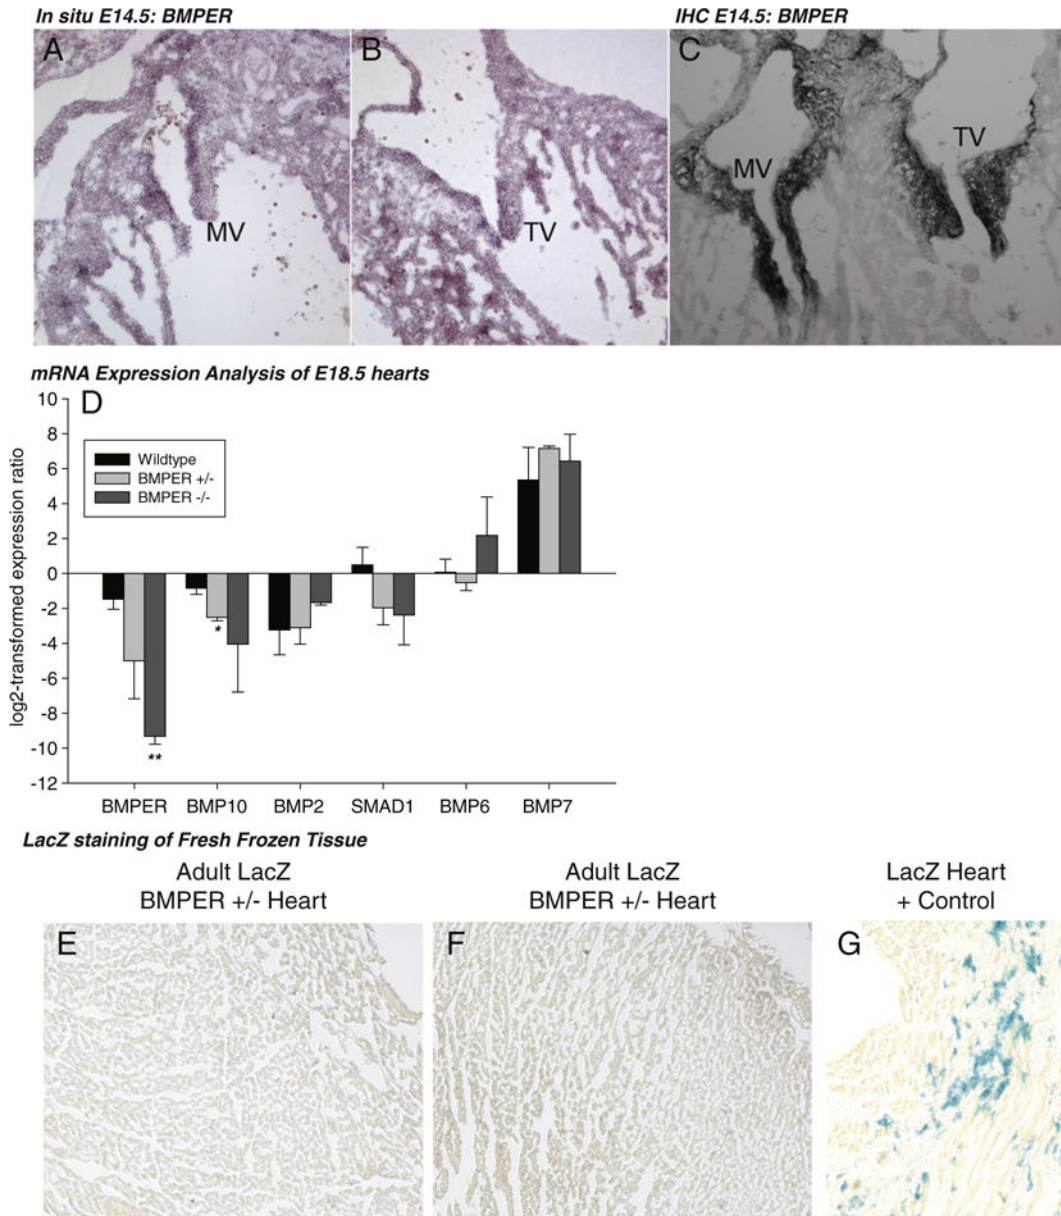 In situ E14.5: BMPER
IHC E14.5: BMPER
A
B
C
MV
TV
MV
TV
mRNA Expression Analysis of E18.5 hearts
D
log2-transformed expression ratio
10
8
6
4
2
0
-2
-4
-6
-8
-10
-12
Wildtype
BMPER +/-
BMPER -/-
*
**
BMPER
BMP10
BMP2
SMAD1
BMP6
BMP7
LacZ staining of Fresh Frozen Tissue
Adult LacZ
BMPER +/- Heart
Adult LacZ
BMPER +/- Heart
LacZ Heart
+ Control
E
F
G